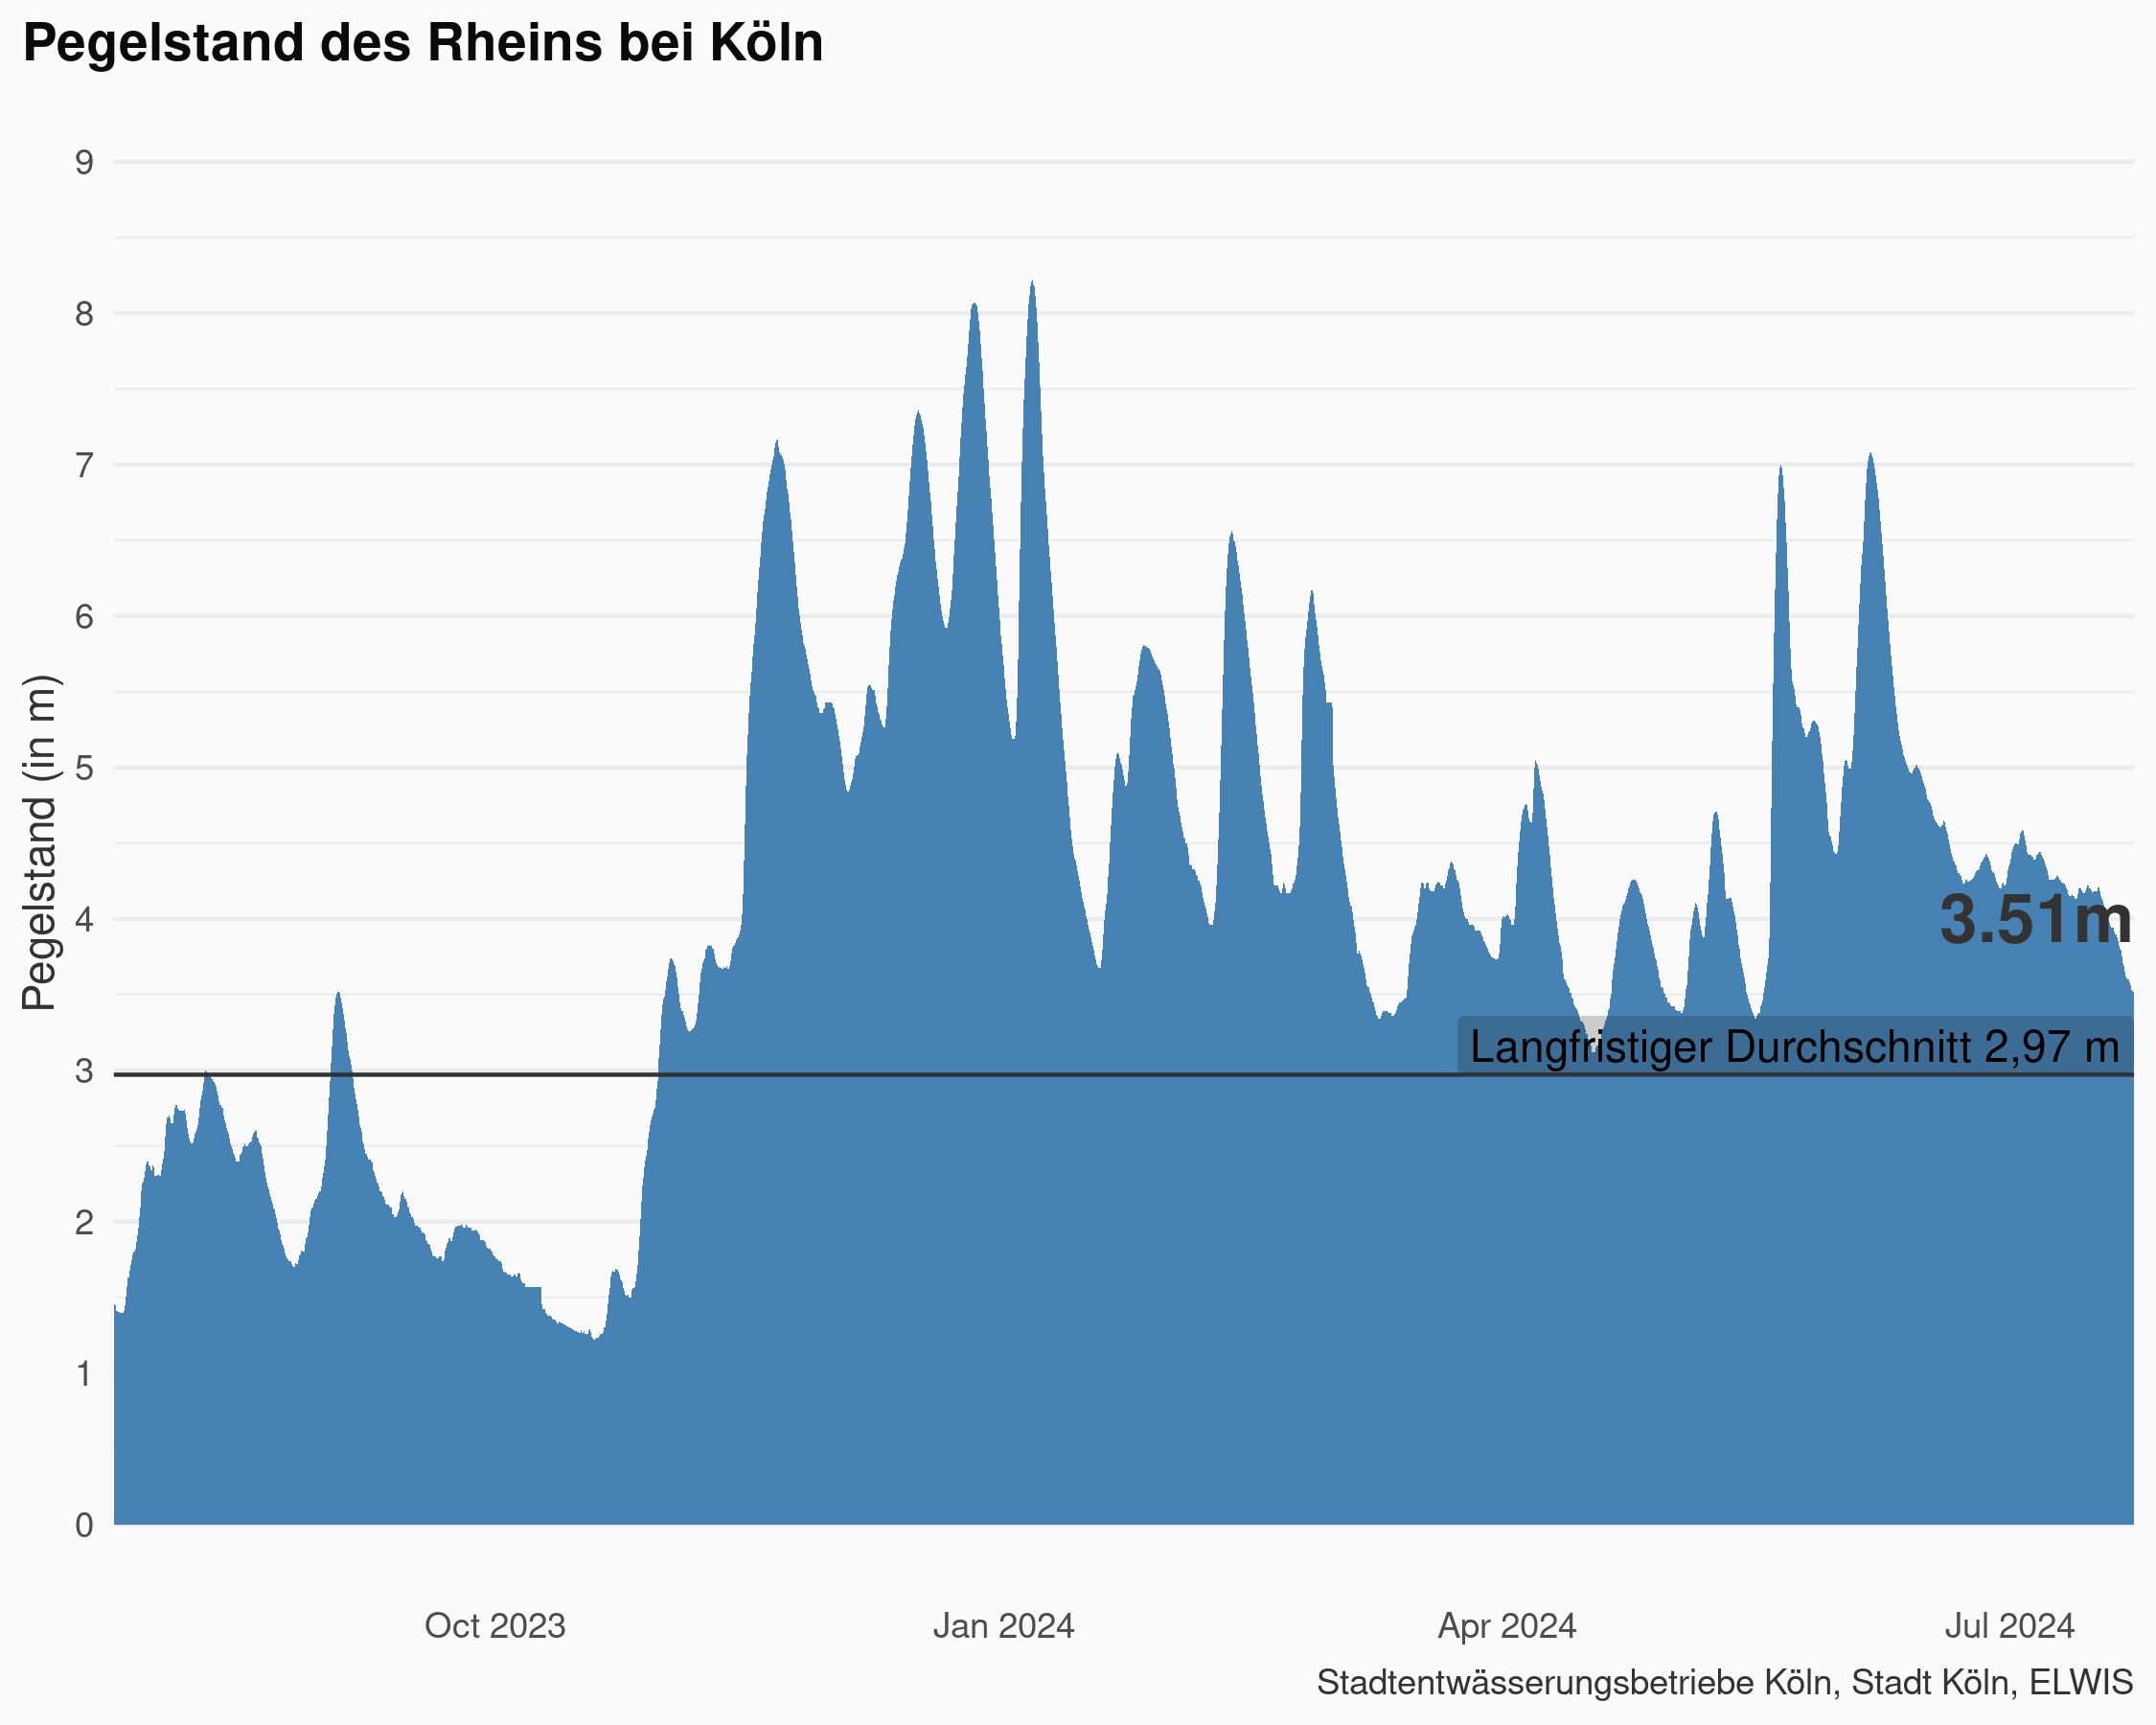 Pegelstand des Rheins bei Köln
Pegelstand (in m)
9
8
7
6
5
4
3
2
1
0
3.51m
Langfristiger Durchschnitt 2,97 m
Oct 2023 Jan 2024 Apr 2024 Jul 2024
Stadtentwässerungsbetriebe Köln, Stadt Köln, ELWIS